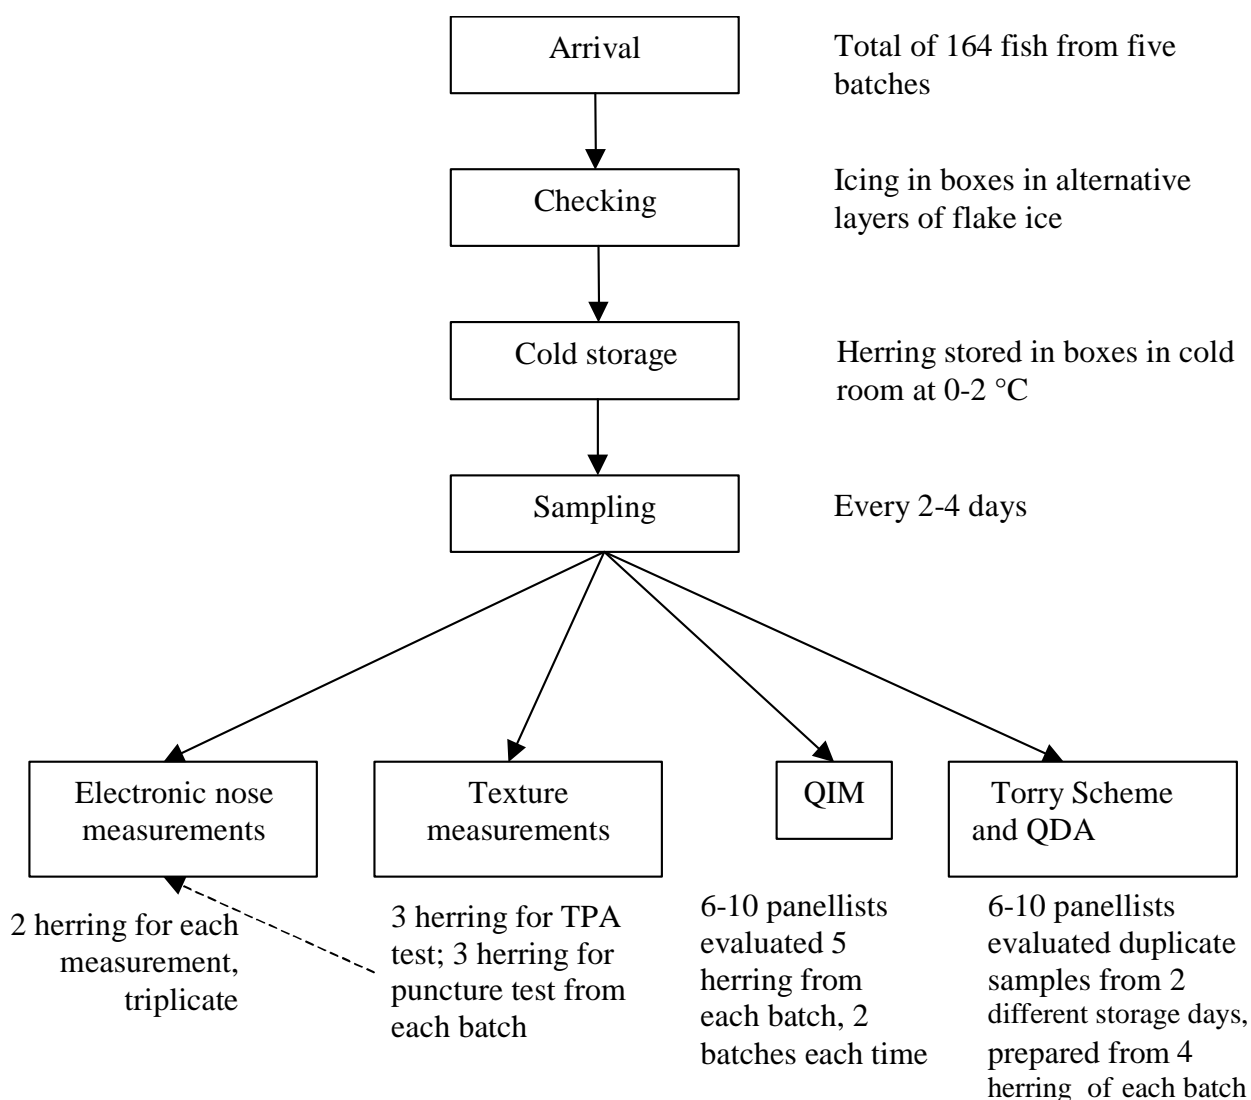 Arrival
Total of 164 fish from five
batches
Checking
Icing in boxes in alternative
layers of flake ice
Cold storage
Herring stored in boxes in cold
room at 0-2 °C
Sampling
Every 2-4 days
Electronic nose
measurements
Texture
measurements
QIM
Torry Scheme
and QDA
2 herring for each
measurement,
triplicate
3 herring for TPA
test; 3 herring for
puncture test from
each batch
6-10 panellists
evaluated 5
herring from
each batch, 2
batches each time
6-10 panellists
evaluated duplicate
samples from 2
different storage days,
prepared from 4
herring of each batch